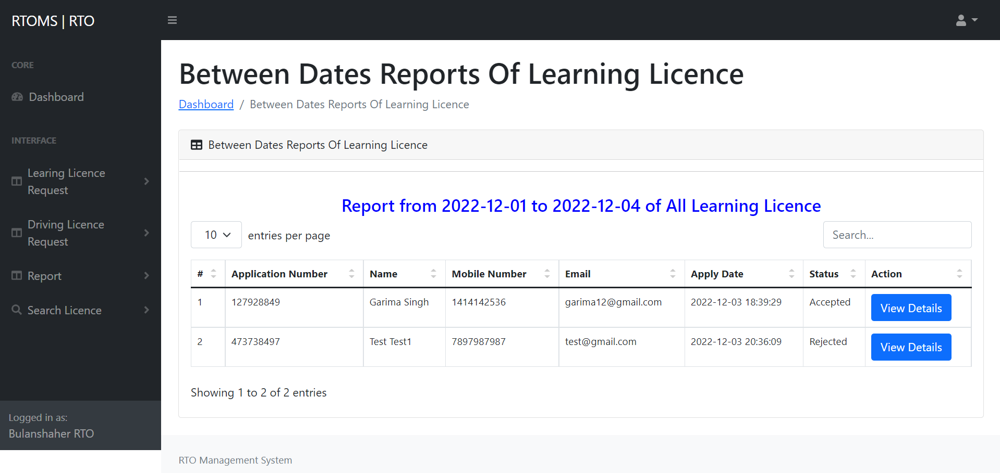 RTOMS | RTO
CORE
Dashboard
INTERFACE
Learing Licence
Request
Driving Licence
Request
Report
Search Licence
Logged in as:
Bulanshaher RTO
Between Dates Reports Of Learning Licence
Dashboard / Between Dates Reports Of Learning Licence
Between Dates Reports Of Learning Licence
Report from 2022-12-01 to 2022-12-04 of All Learning Licence
10 entries per page Search...
# Application Number Name Mobile Number Email Apply Date Status Action
1 127928849 Garima Singh 1414142536 garima12@gmail.com 2022-12-03 18:39:29 Accepted View Details
2 473738497 Test Test1 7897987987 test@gmail.com 2022-12-03 20:36:09 Rejected View Details
Showing 1 to 2 of 2 entries
RTO Management System